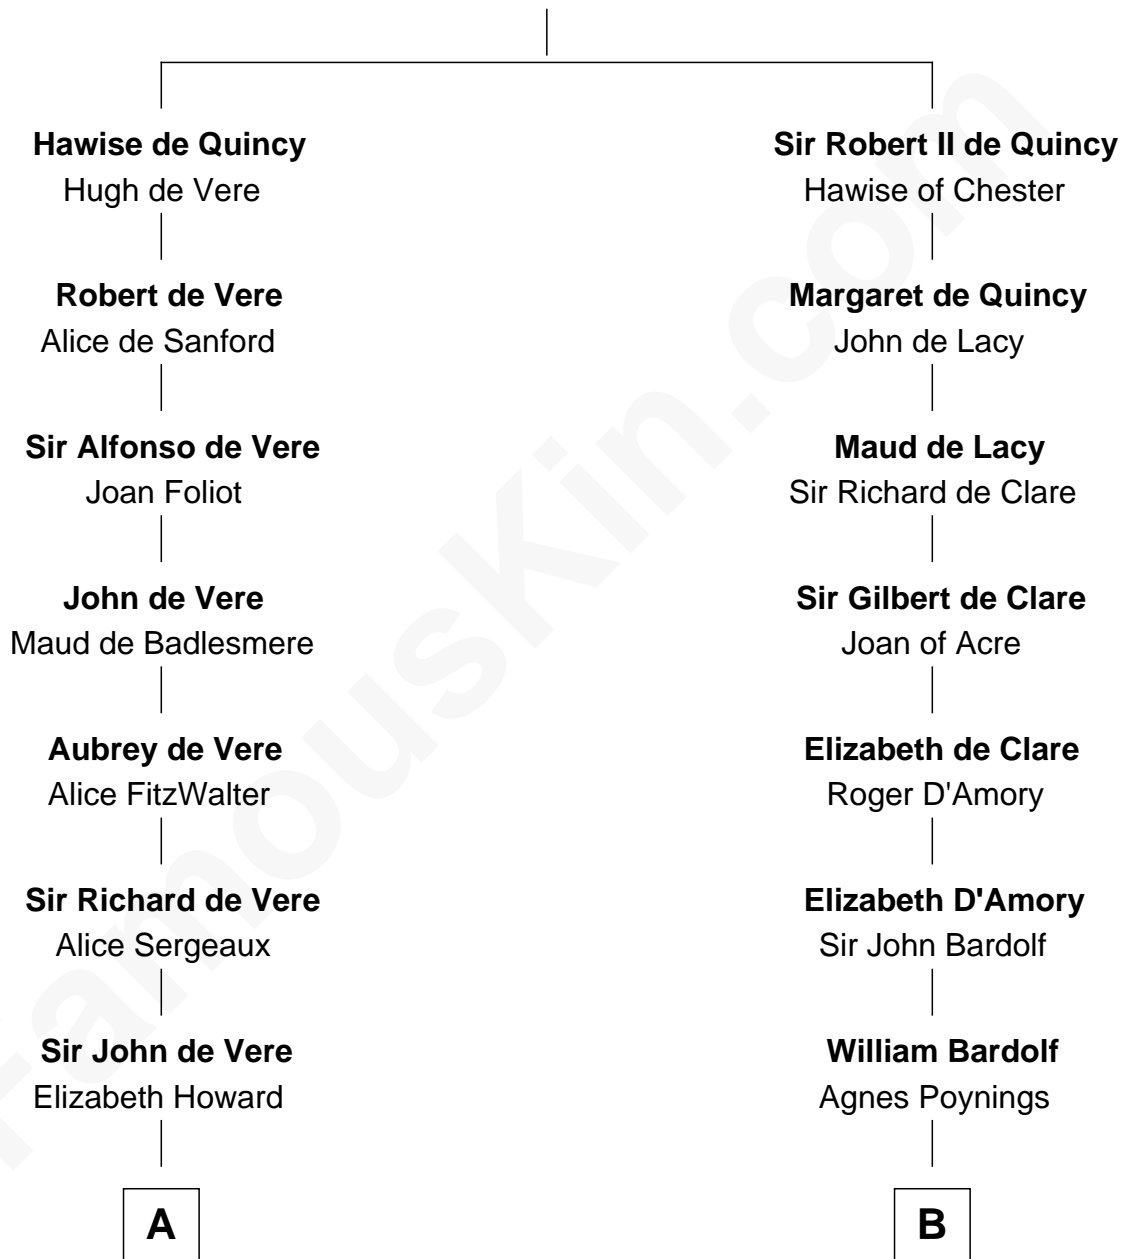 Hawise de Quincy
Hugh de Vere
Robert de Vere
Alice de Sanford
Sir Alfonso de Vere
Joan Foliot
John de Vere
Maud de Badlesmere
Aubrey de Vere
Alice FitzWalter
Sir Richard de Vere
Alice Sergeaux
Sir John de Vere
Elizabeth Howard
A
Sir Robert II de Quincy
Hawise of Chester
Margaret de Quincy
John de Lacy
Maud de Lacy
Sir Richard de Clare
Sir Gilbert de Clare
Joan of Acre
Elizabeth de Clare
Roger D'Amory
Elizabeth D'Amory
Sir John Bardolf
William Bardolf
Agnes Poynings
B
FamousKin.com